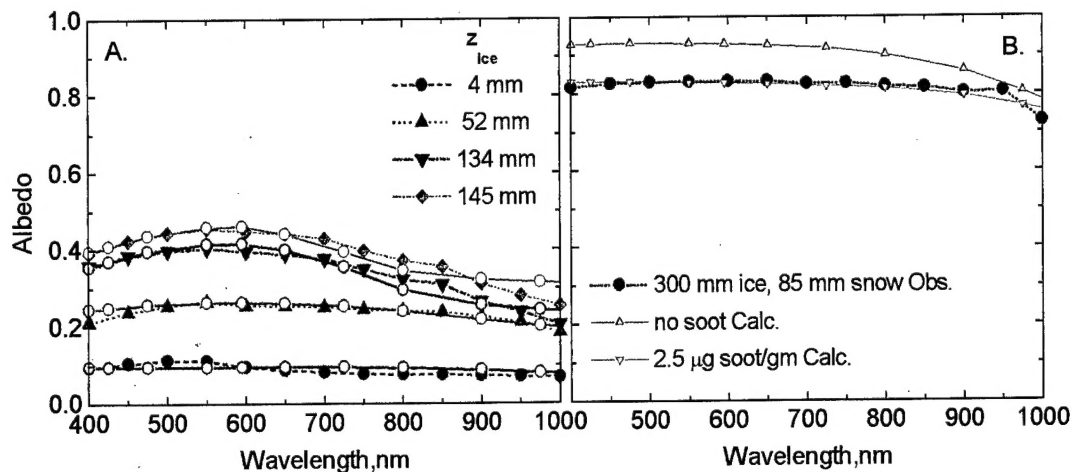 A.
z
Ice
4 mm
52 mm
134 mm
145 mm
1.0
0.8
0.6
0.4
0.2
0.0
Albedo
400 500 600 700 800 900 1000
Wavelength,nm
B.
300 mm ice, 85 mm snow Obs.
no soot Calc.
2.5 µg soot/gm Calc.
500 600 700 800 900 1000
Wavelength,nm